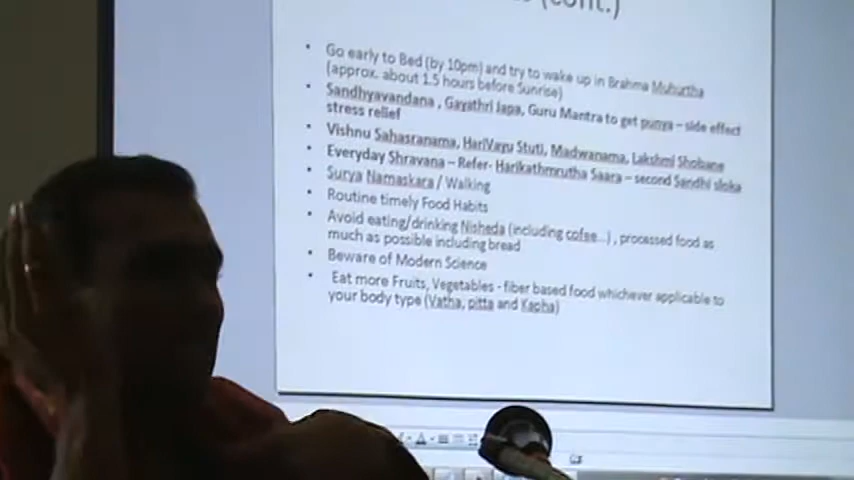 (cont.)
• Go early to Bed (by 10pm) and try to wake up in Brahma Muhurtha
(approx. about 1.5 hours before Sunrise)
• Sandhyavandana , Gayathri Japa, Guru Mantra to get punya – side effect
stress relief
• Vishnu Sahasranama, HariVayu Stuti, Madwanama, Lakshmi Shobane
• Everyday Shravana – Refer- Harikathmrutha Saara – second Sandhi sloka
• Surya Namaskara / Walking
• Routine timely Food Habits
• Avoid eating/drinking Nisheda (including cofee...) , processed food as
much as possible including bread
• Beware of Modern Science
• Eat more Fruits, Vegetables - fiber based food whichever applicable to
your body type (Vatha, pitta and Kapha)